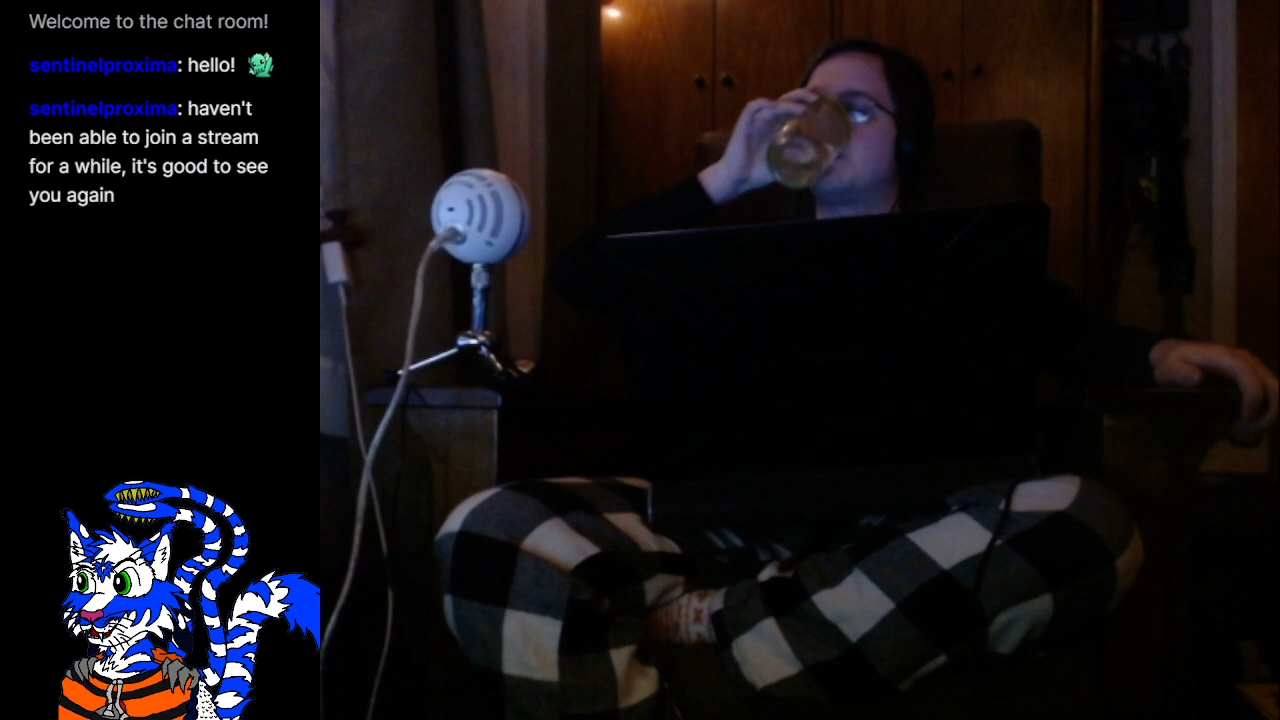 Welcome to the chat room!
sentinelproxima: hello!
sentinelproxima: haven't
been able to join a stream
for a while, it's good to see
you again